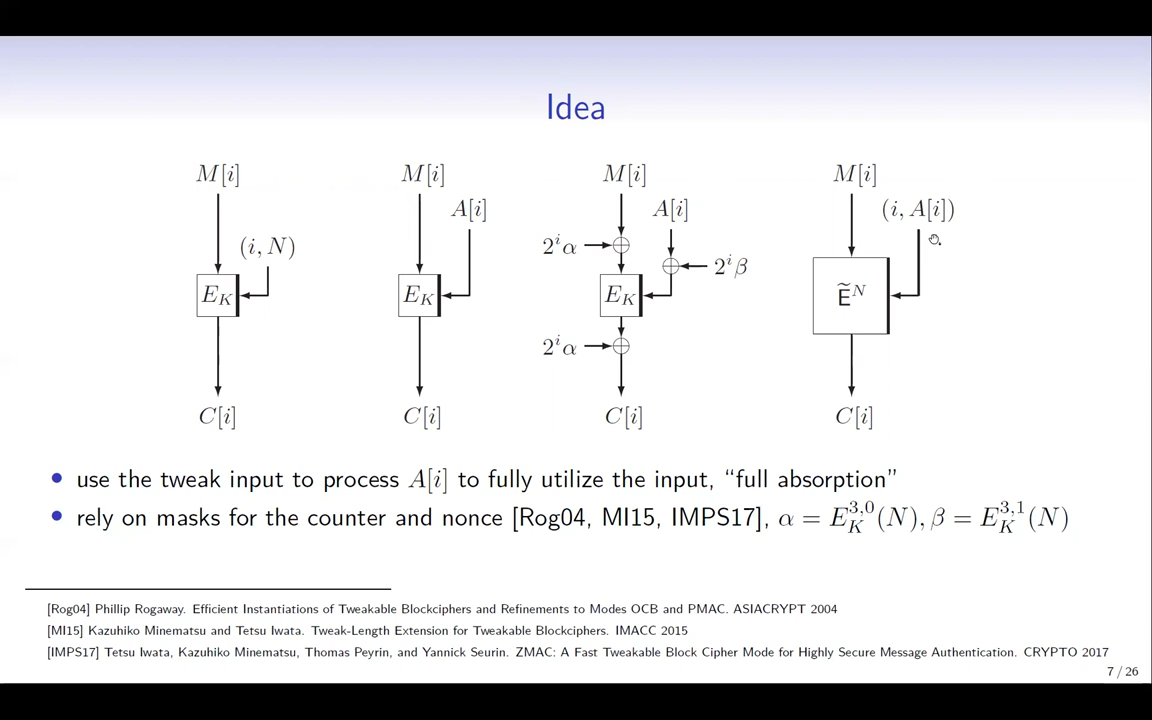 Idea
M[i] M[i] M[i] M[i]
A[i] A[i] (i, A[i])
(i, N) 2^i α 2^i β
E_K E_K E_K Ẽ^N
2^i α
C[i] C[i] C[i] C[i]
• use the tweak input to process A[i] to fully utilize the input, “full absorption”
• rely on masks for the counter and nonce [Rog04, MI15, IMPS17], α = E_K^{3,0}(N), β = E_K^{3,1}(N)
[Rog04] Phillip Rogaway. Efficient Instantiations of Tweakable Blockciphers and Refinements to Modes OCB and PMAC. ASIACRYPT 2004
[MI15] Kazuhiko Minematsu and Tetsu Iwata. Tweak-Length Extension for Tweakable Blockciphers. IMACC 2015
[IMPS17] Tetsu Iwata, Kazuhiko Minematsu, Thomas Peyrin, and Yannick Seurin. ZMAC: A Fast Tweakable Block Cipher Mode for Highly Secure Message Authentication. CRYPTO 2017
7 / 26